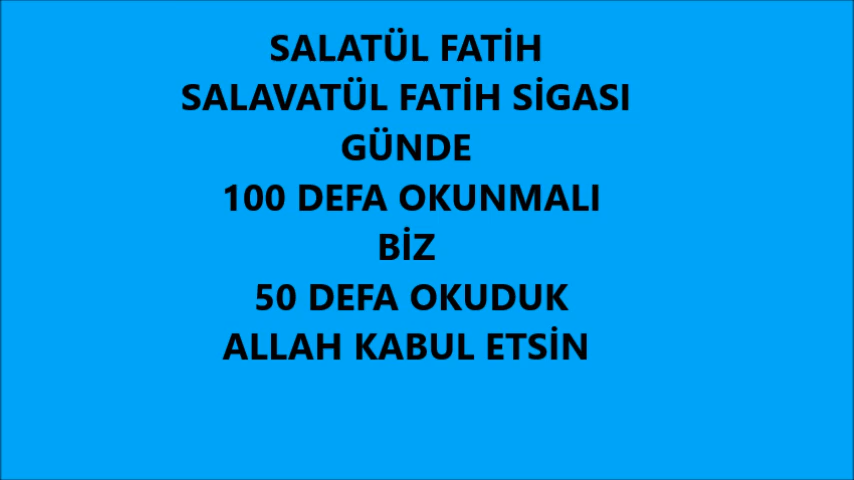 SALATÜL FATİH
SALAVATÜL FATİH SİGASI
GÜNDE
100 DEFA OKUNMALI
BİZ
50 DEFA OKUDUK
ALLAH KABUL ETSİN